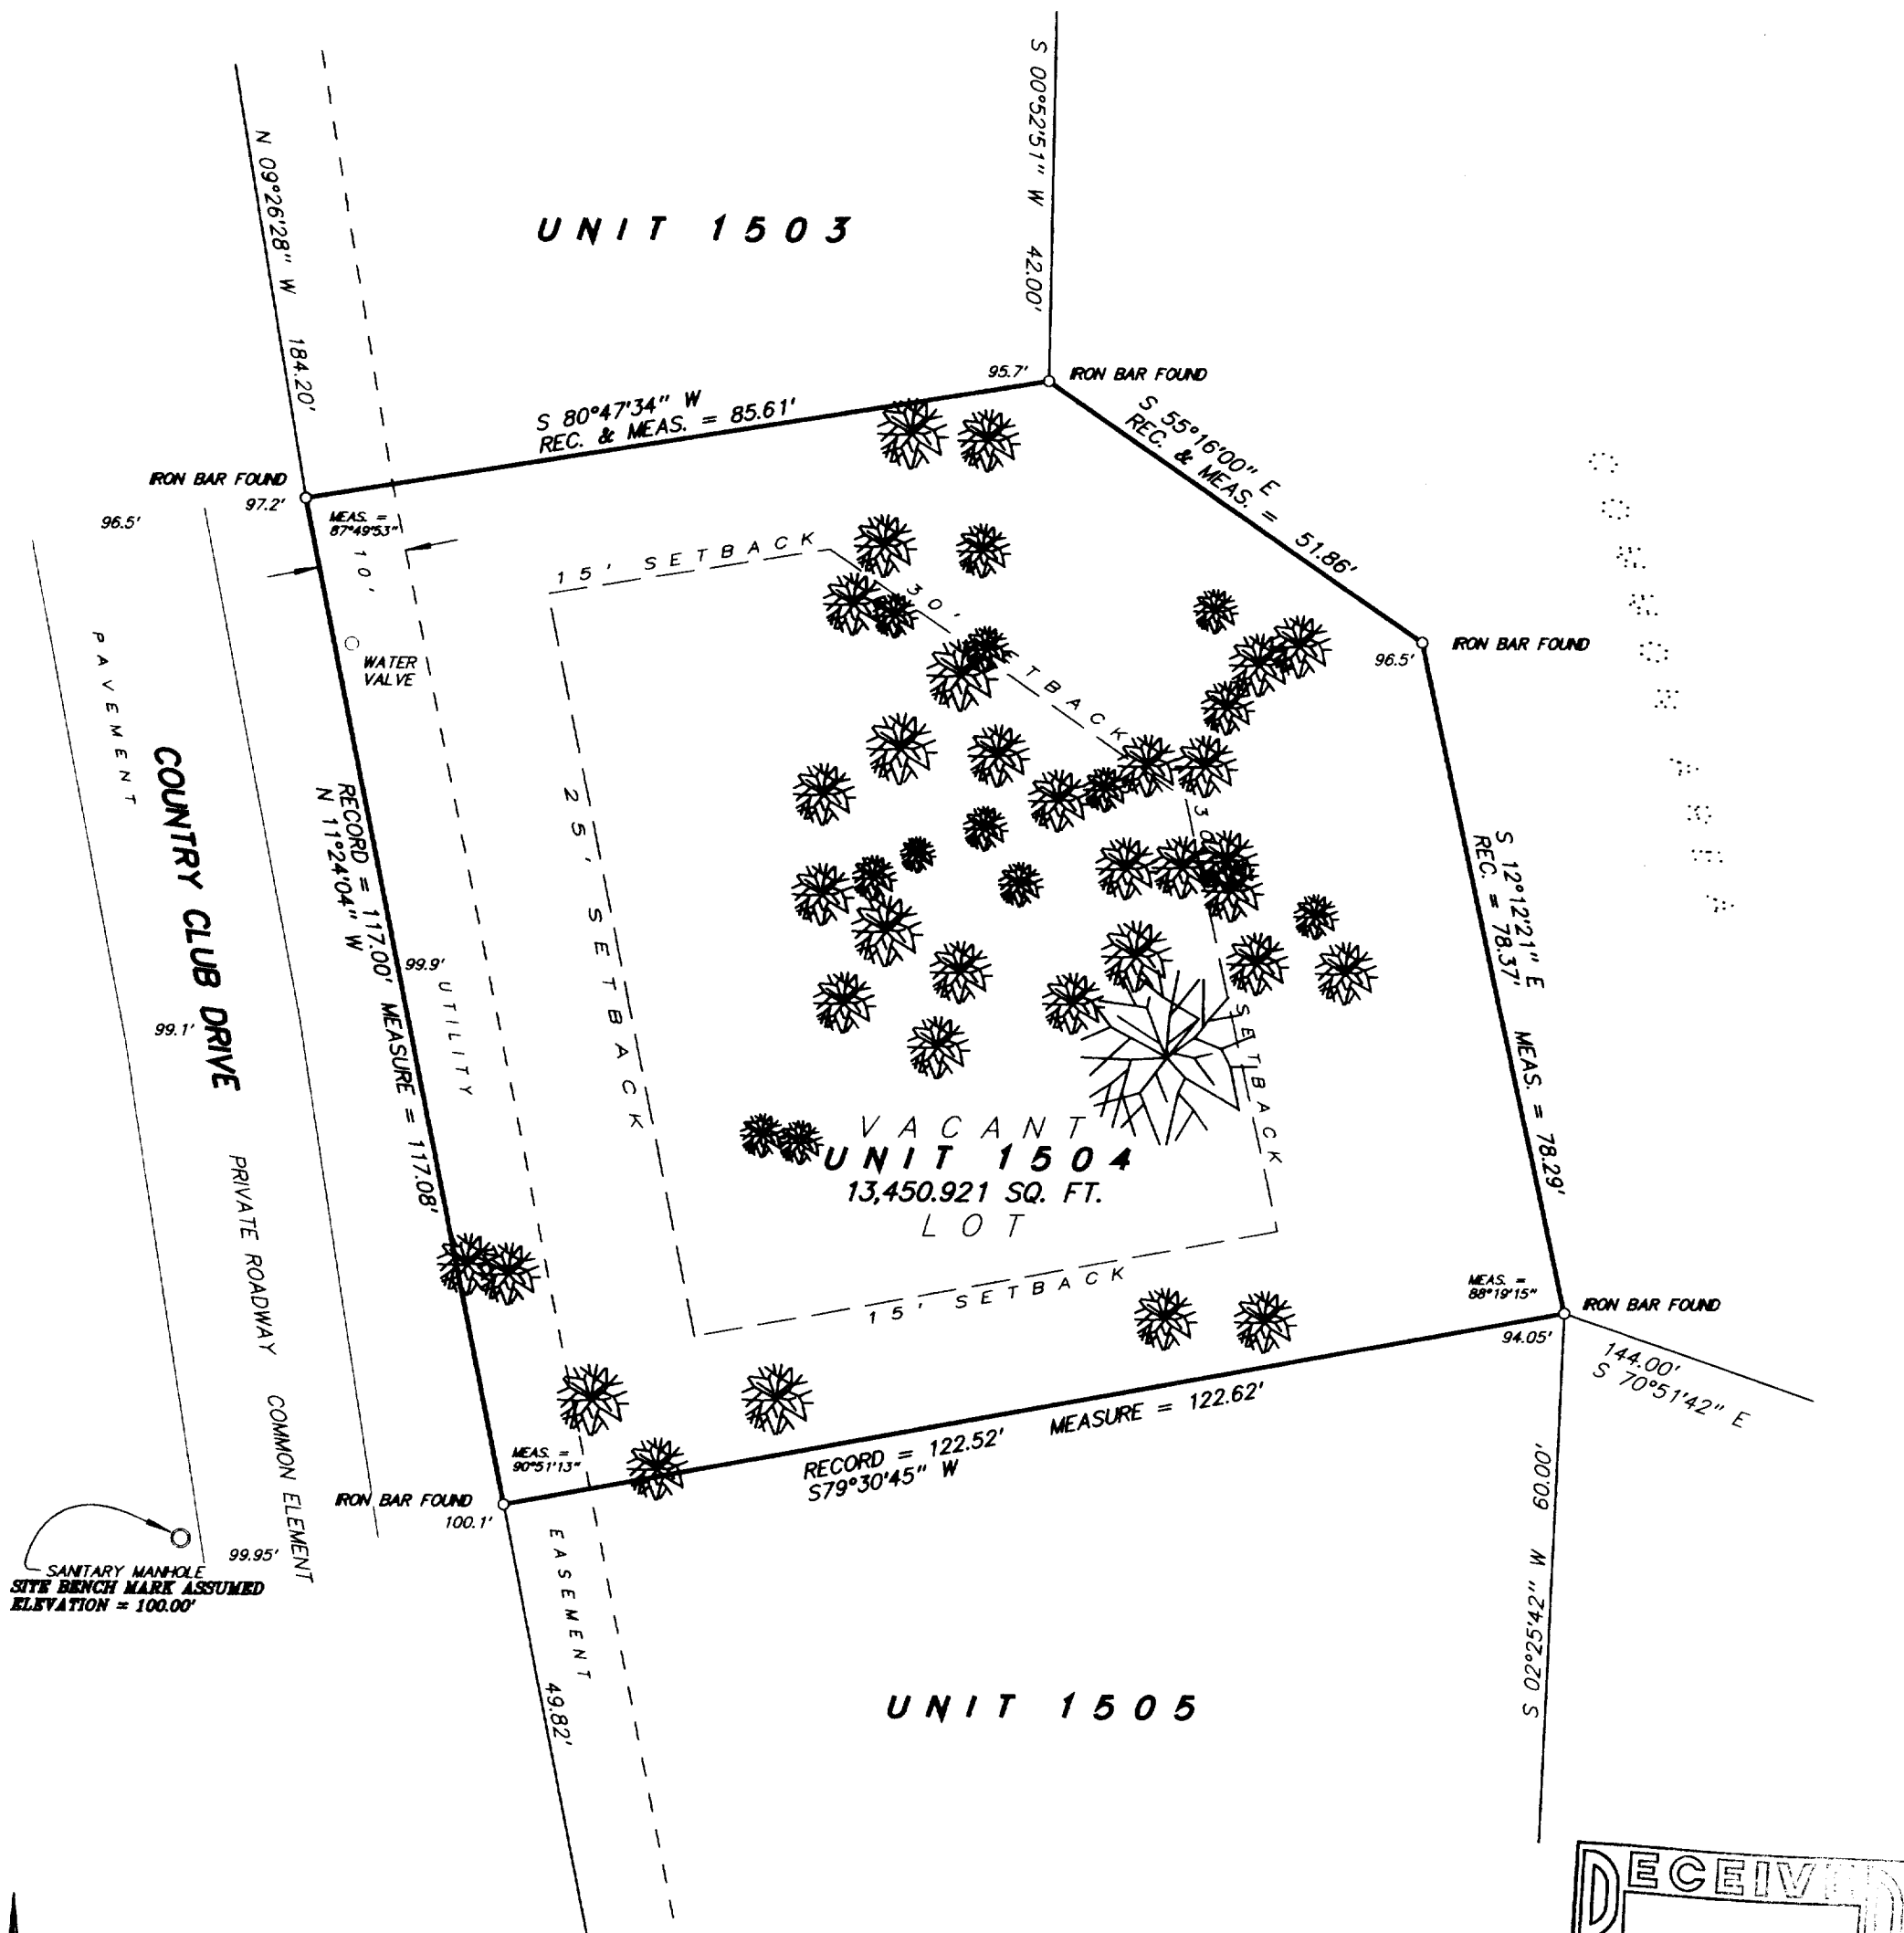 S 00°52'51" W 42.00'
N 09°26'28" W 184.20'
UNIT 1503
95.7'
IRON BAR FOUND
S 80°47'34" W
REC. & MEAS. = 85.61'
S 55°16'00" E
REC. & MEAS. = 51.86'
IRON BAR FOUND
97.2'
96.5'
MEAS. =
87°49'53"
10'
15' SETBACK
30'
TBACK
IRON BAR FOUND
96.5'
WATER
VALVE
PAVEMENT
COUNTRY CLUB DRIVE
RECORD = 117.00' MEASURE = 117.08'
N 11°24'04" W
25' SETBACK
30
SETBACK
S 12°12'21" E
REC. = 78.37' MEAS. = 78.29'
99.9'
UTILITY
99.1'
VACANT
UNIT 1504
13,450.921 SQ. FT.
LOT
PRIVATE ROADWAY COMMON ELEMENT
15' SETBACK
MEAS. =
88°19'15"
IRON BAR FOUND
94.05'
144.00'
S 70°51'42" E
MEASURE = 122.62'
RECORD = 122.52'
S79°30'45" W
MEAS. =
90°51'13"
IRON BAR FOUND
100.1'
EASEMENT
99.95'
SANITARY MANHOLE
SITE BENCH MARK ASSUMED
ELEVATION = 100.00'
S 02°25'42" W 60.00'
49.82'
UNIT 1505